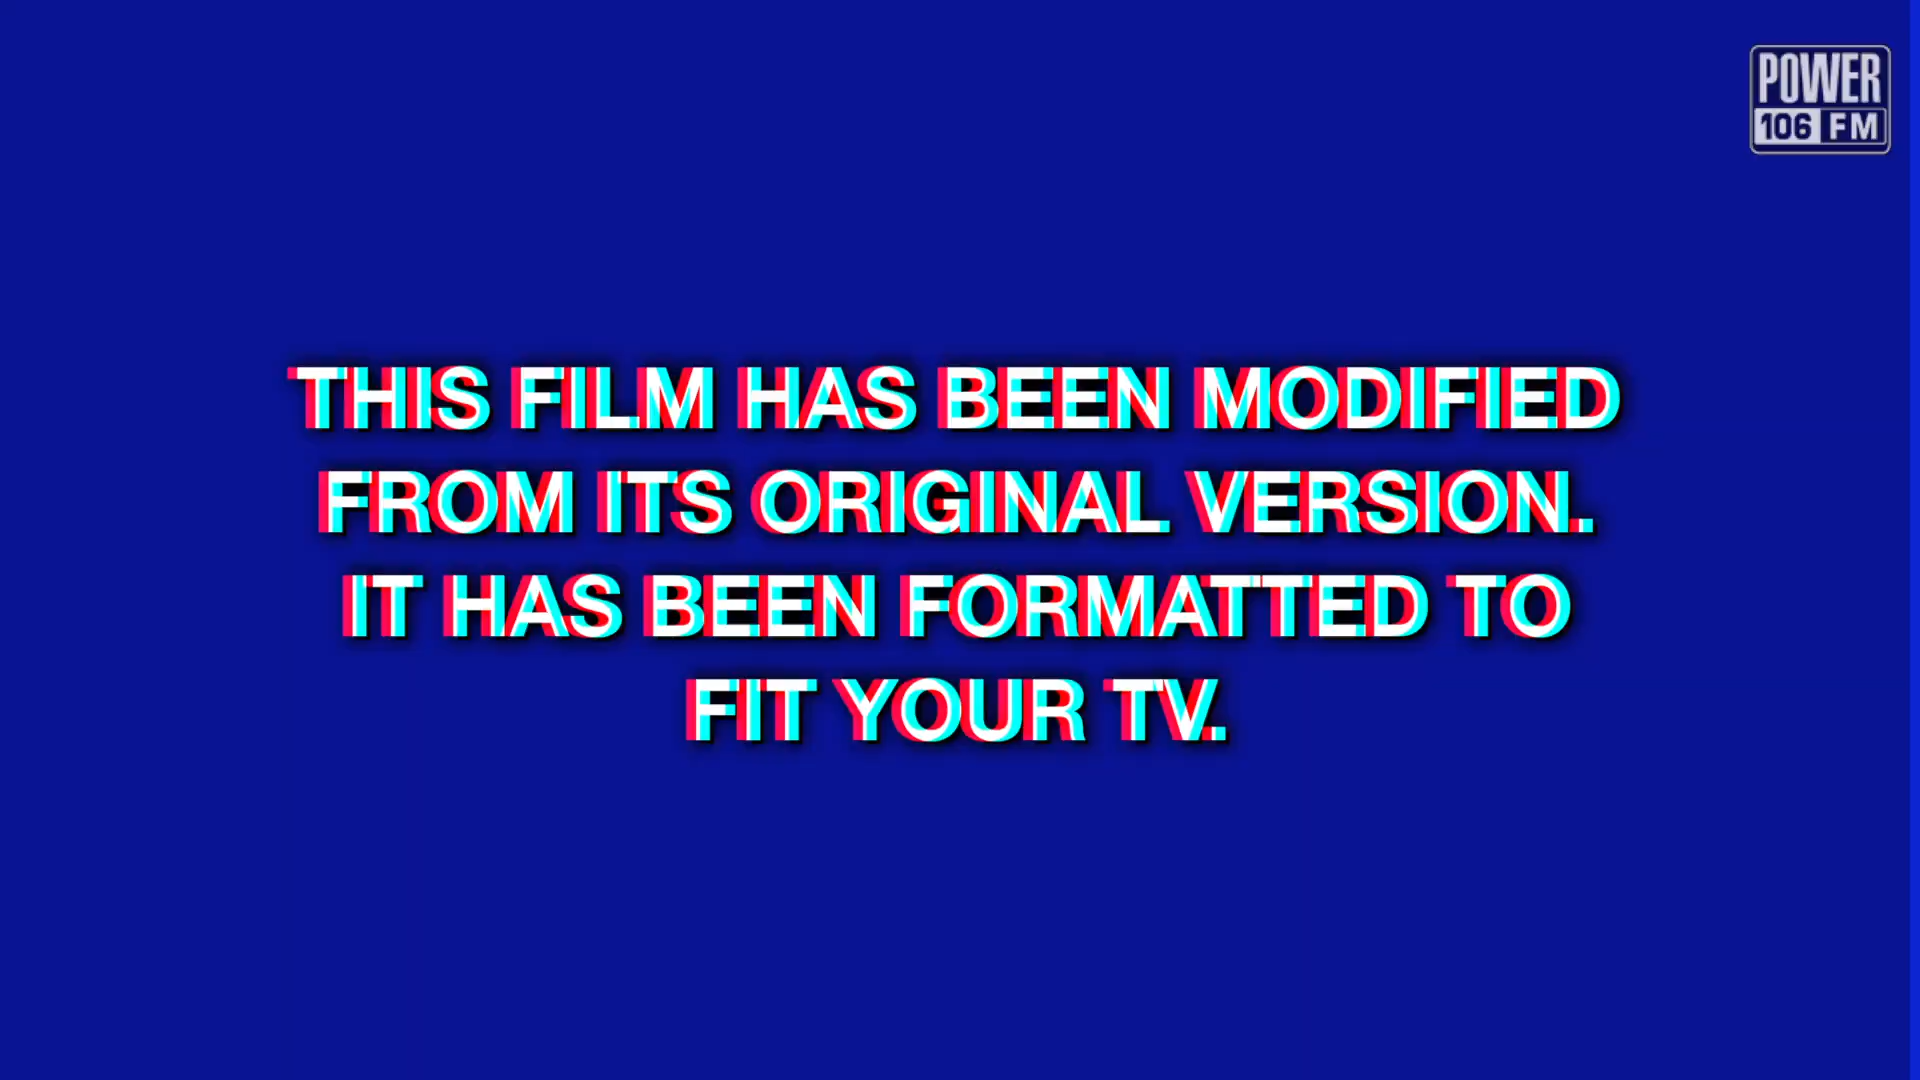 POWER
106 FM
THIS FILM HAS BEEN MODIFIED
FROM ITS ORIGINAL VERSION.
IT HAS BEEN FORMATTED TO
FIT YOUR TV.